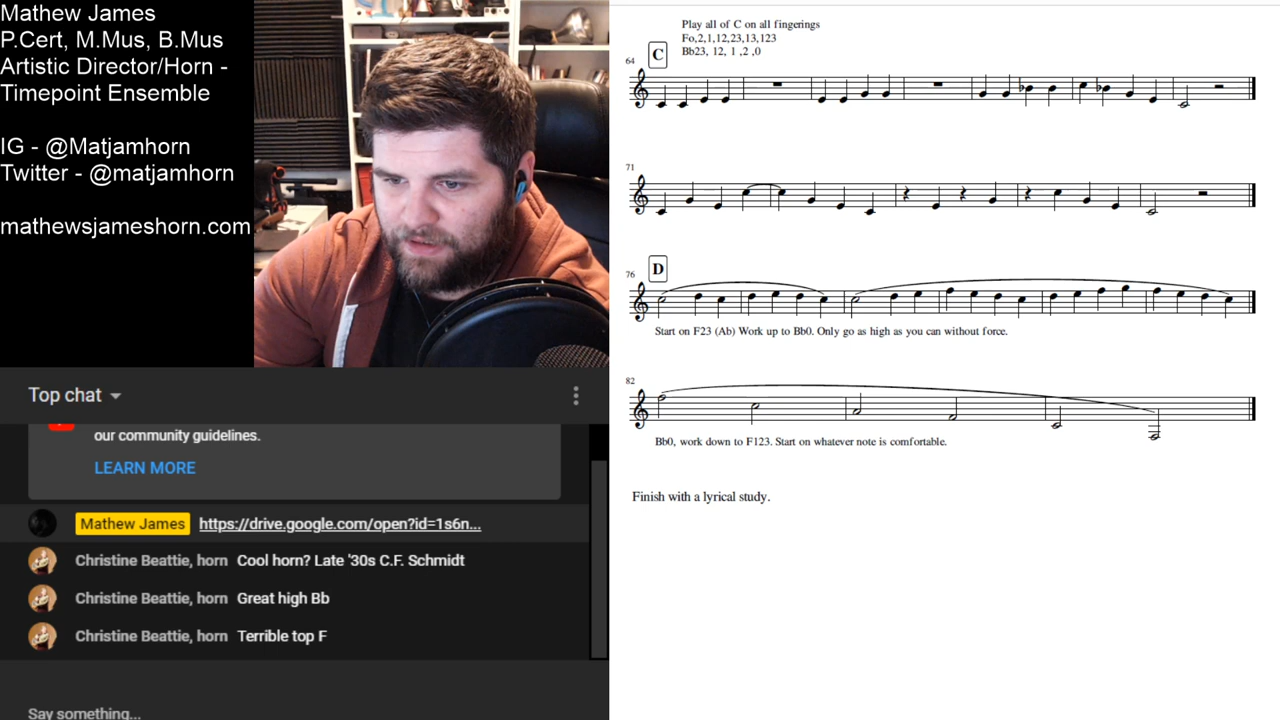 Mathew James
P.Cert, M.Mus, B.Mus
Artistic Director/Horn -
Timepoint Ensemble
IG - @Matjamhorn
Twitter - @matjamhorn
mathewsjameshorn.com
Top chat
our community guidelines.
LEARN MORE
Mathew James https://drive.google.com/open?id=1s6n...
Christine Beattie, horn Cool horn? Late '30s C.F. Schmidt
Christine Beattie, horn Great high Bb
Christine Beattie, horn Terrible top F
Say something...
Play all of C on all fingerings
Fo,2,1,12,23,13,123
Bb23, 12, 1 ,2 ,0
64
C
71
76
D
Start on F23 (Ab) Work up to Bb0. Only go as high as you can without force.
82
Bb0, work down to F123. Start on whatever note is comfortable.
Finish with a lyrical study.